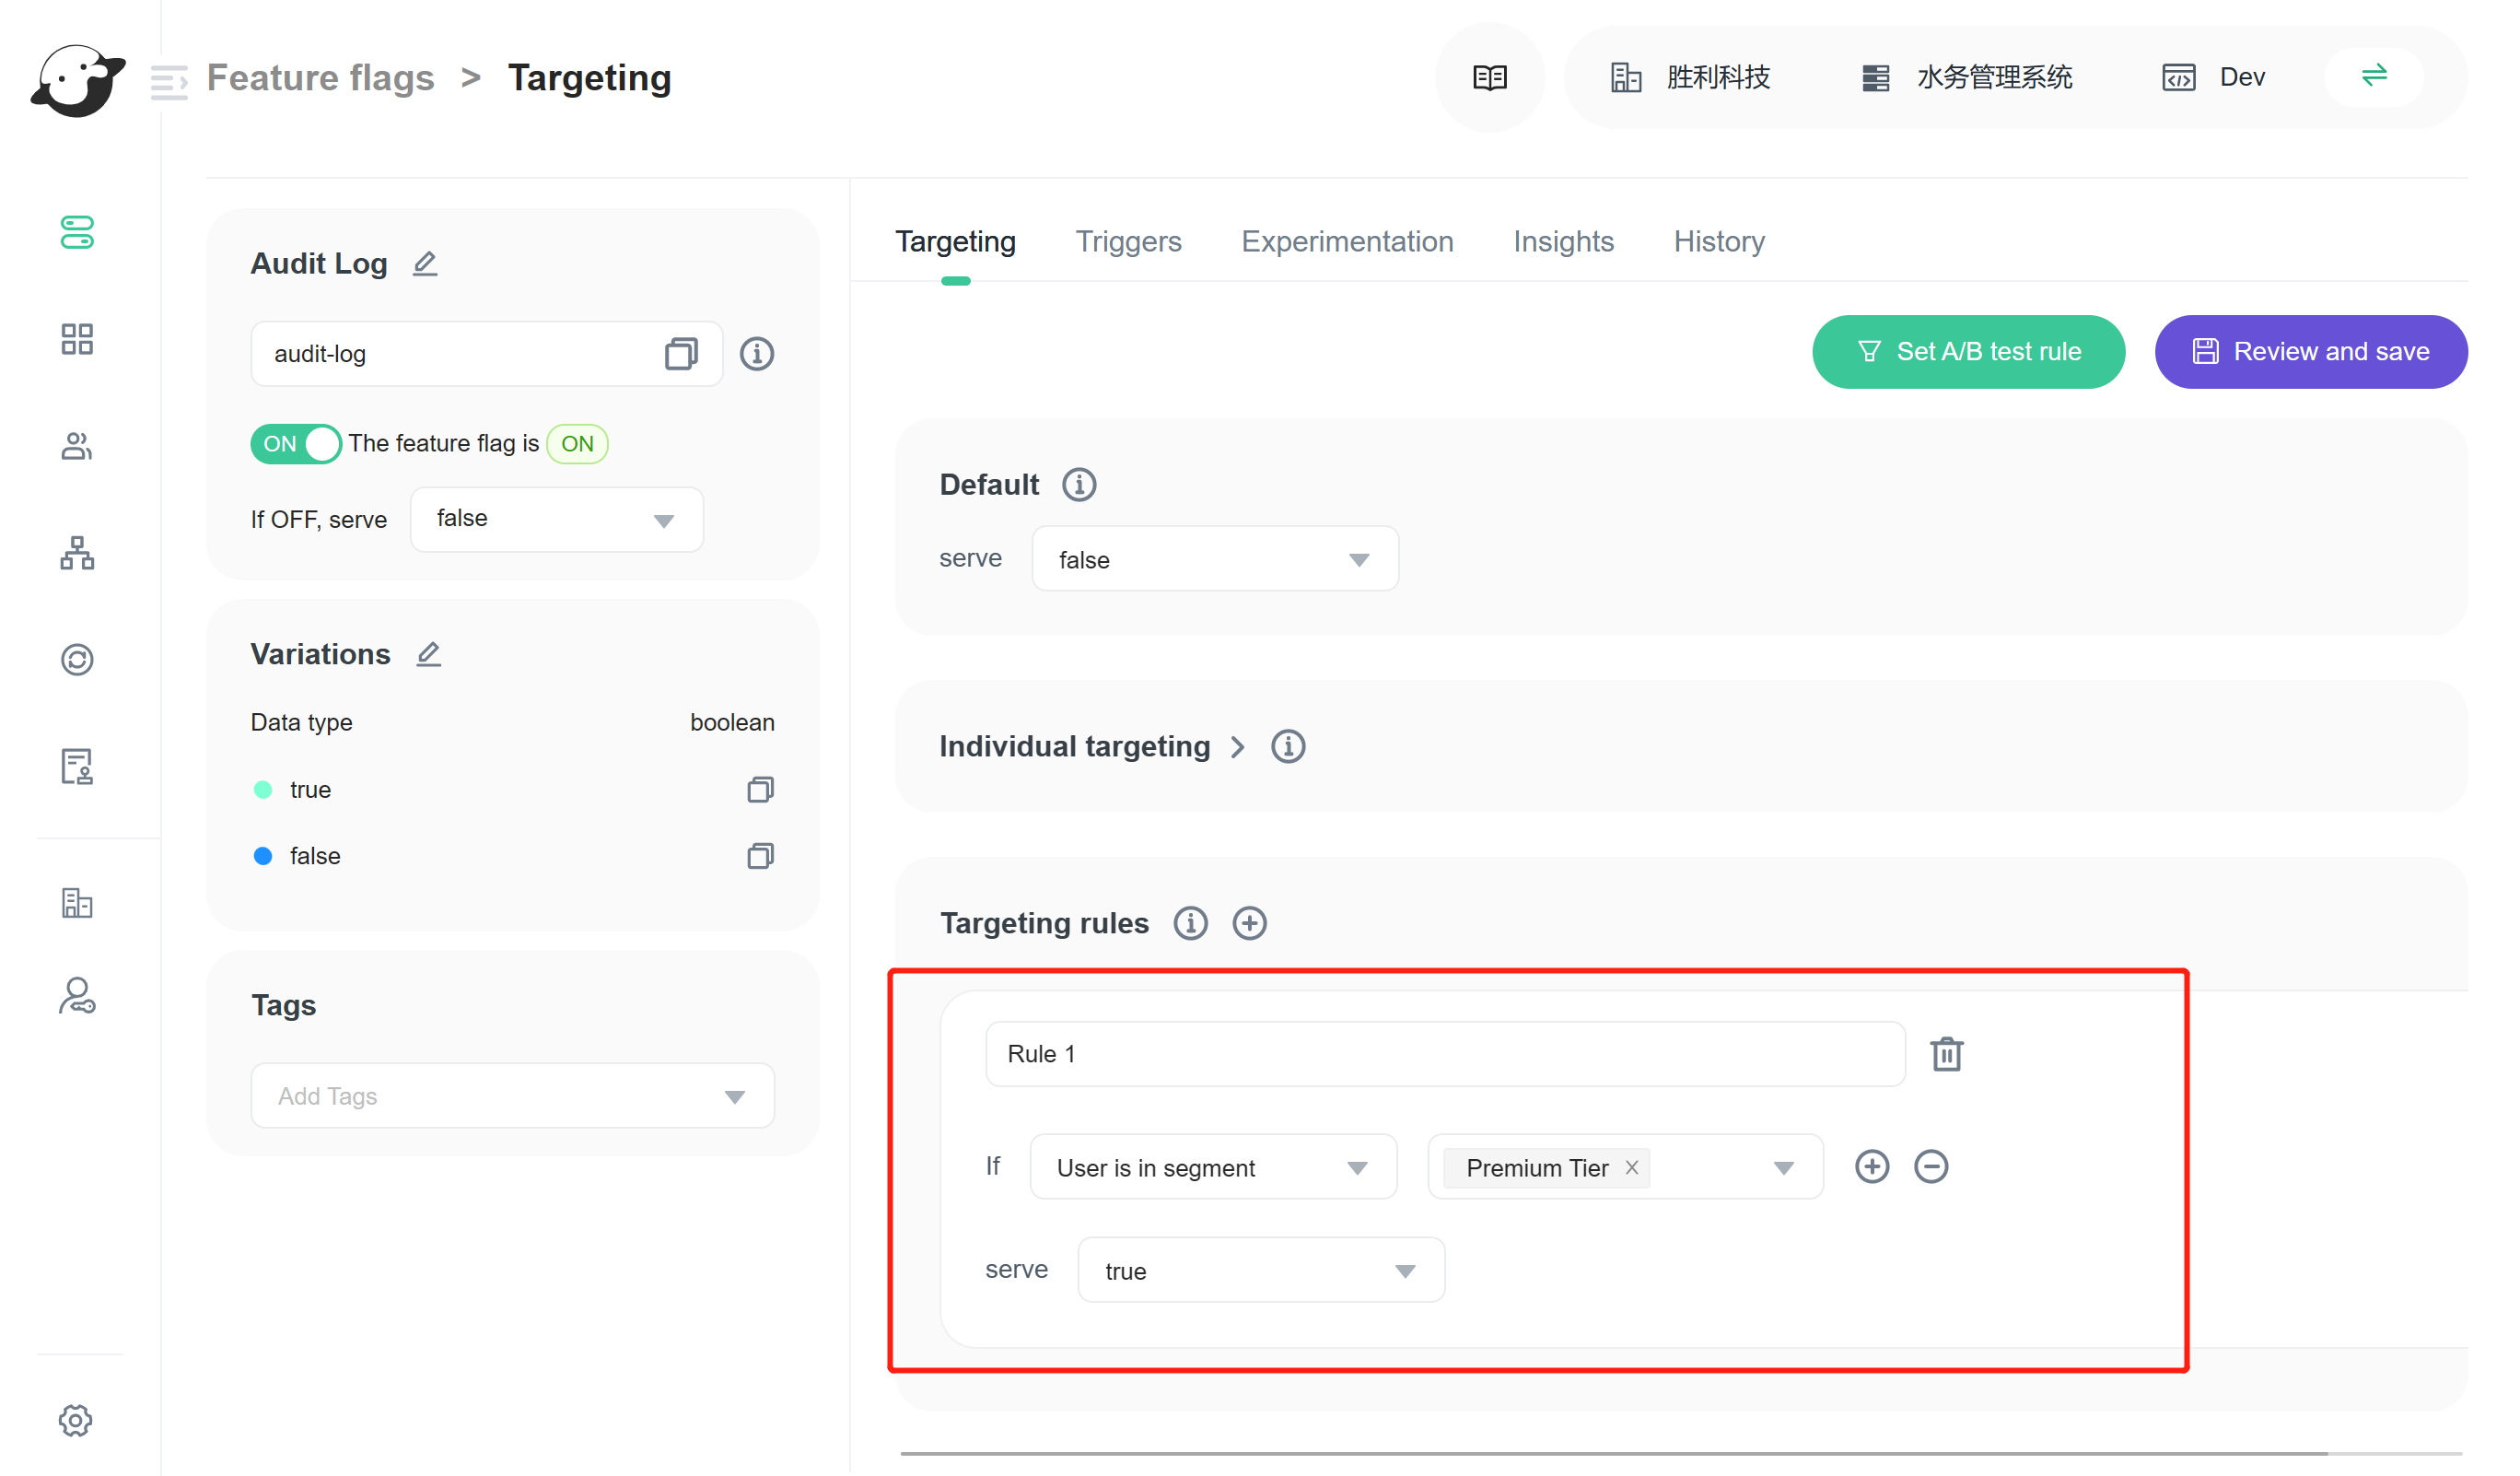 Feature flags > Targeting
胜利科技
水务管理系统
Dev
Audit Log
audit-log
ON The feature flag is ON
If OFF, serve false
Variations
Data type boolean
true
false
Tags
Add Tags
Targeting Triggers Experimentation Insights History
Set A/B test rule
Review and save
Default
serve false
Individual targeting
Targeting rules
Rule 1
If User is in segment Premium Tier
serve true